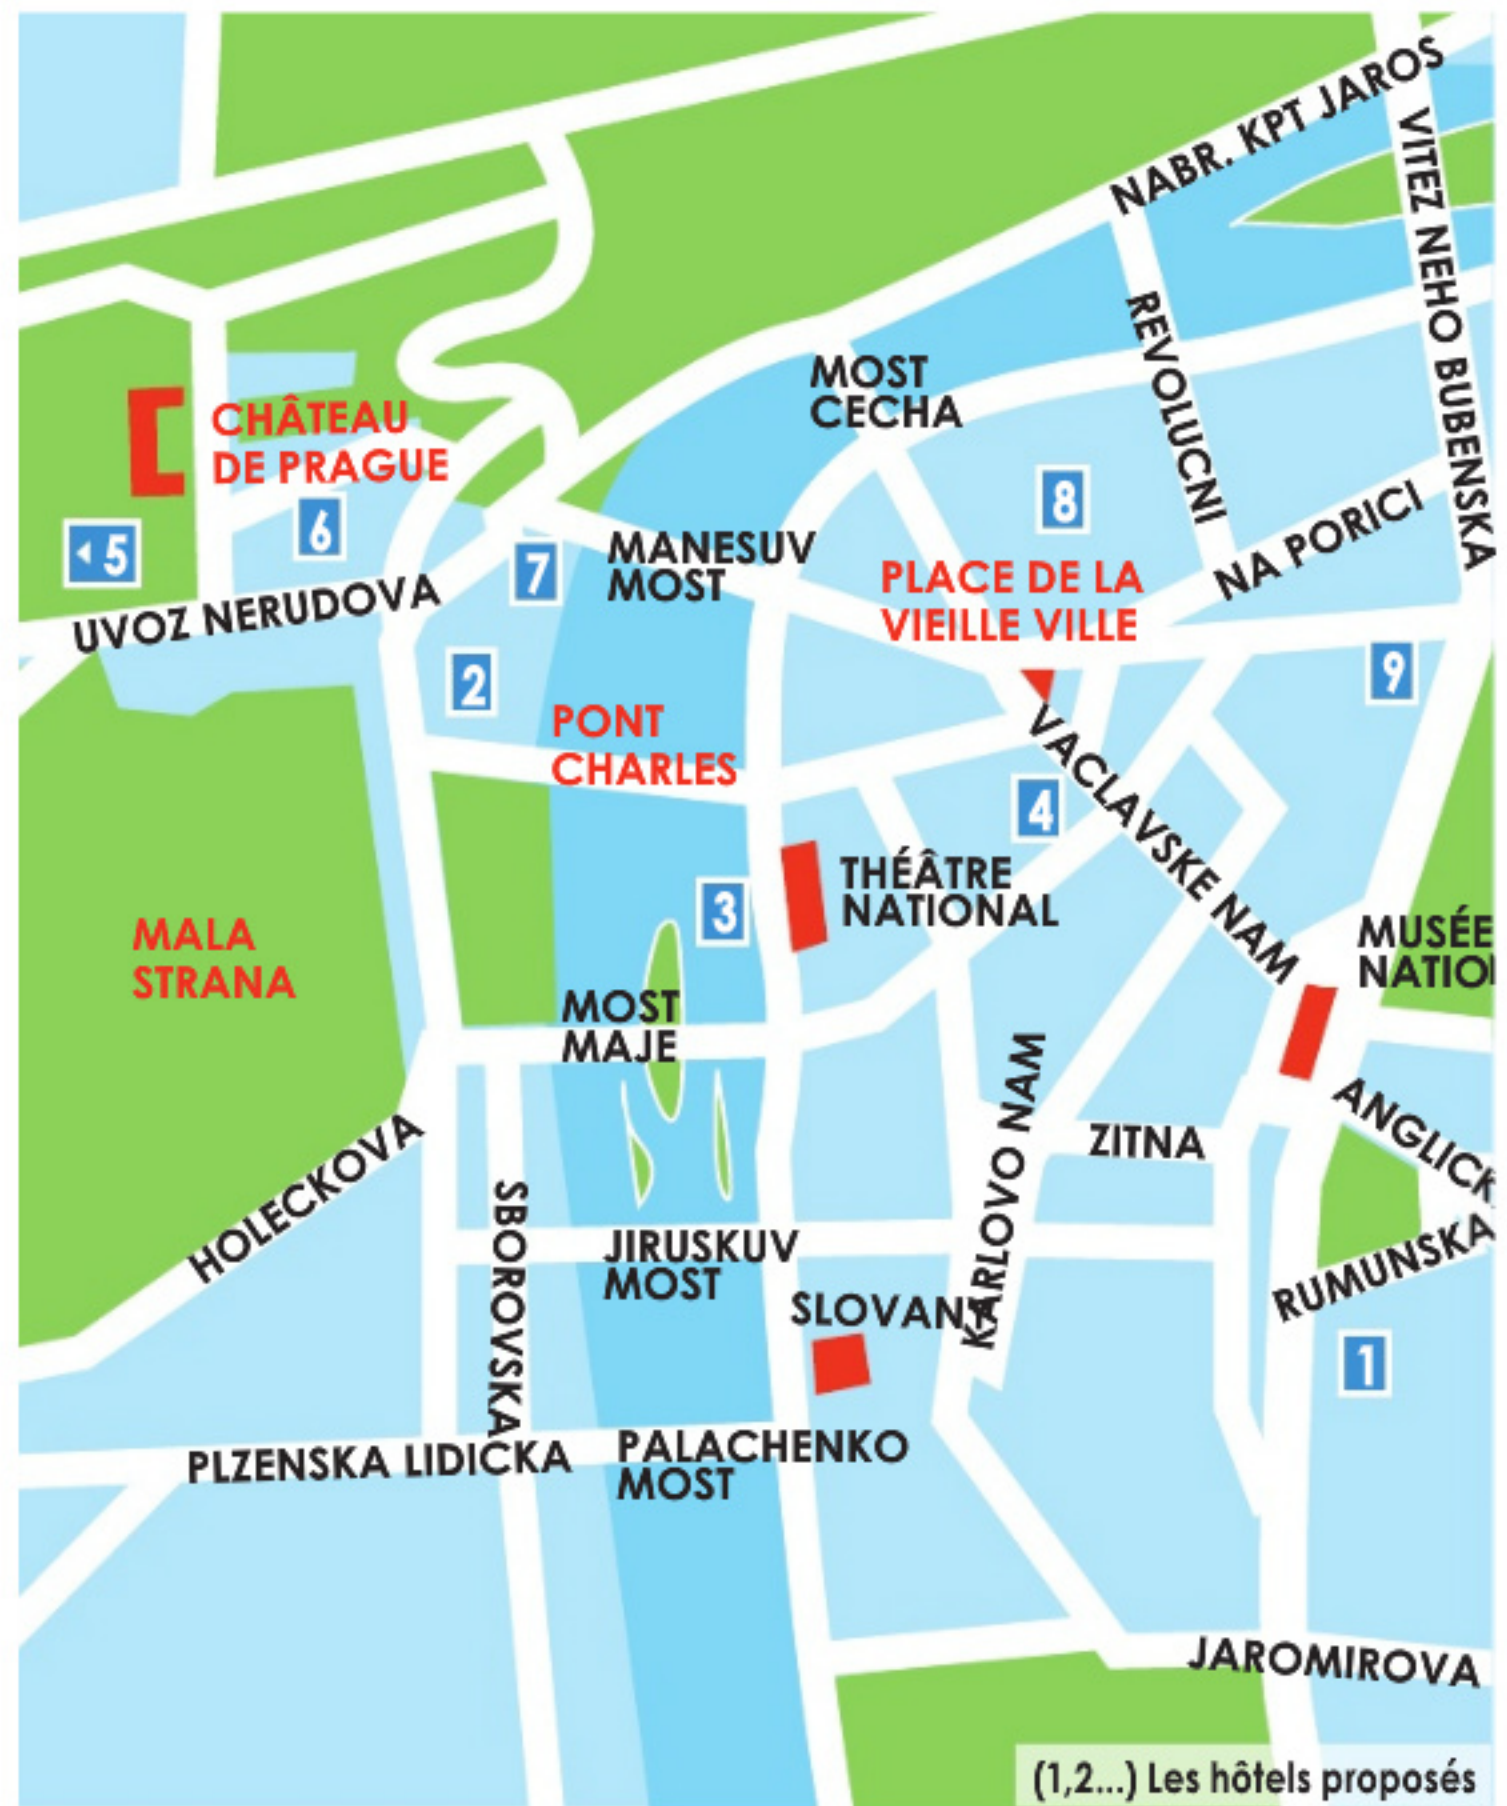 NABR. KPT JAROS
VITEZ NEHO BUBENSKA
REVOLUCNI
MOST
CECHA
CHÂTEAU
DE PRAGUE
8
6
5
7
MANESUV
MOST
NA PORICI
PLACE DE LA
VIEILLE VILLE
UVOZ NERUDOVA
2
9
PONT
CHARLES
VACLAVSKE NAM
4
THÉÂTRE
NATIONAL
3
MALA
STRANA
MUSÉE
NATIO
MOST
MAJE
KARLOVO NAM
ANGLICK
ZITNA
HOLECKOVA
SBOROVSKA
JIRUSKUV
MOST
RUMUNSKA
SLOVANY
1
PLZENSKA LIDICKA
PALACHENKO
MOST
JAROMIROVA
(1,2...) Les hôtels proposés